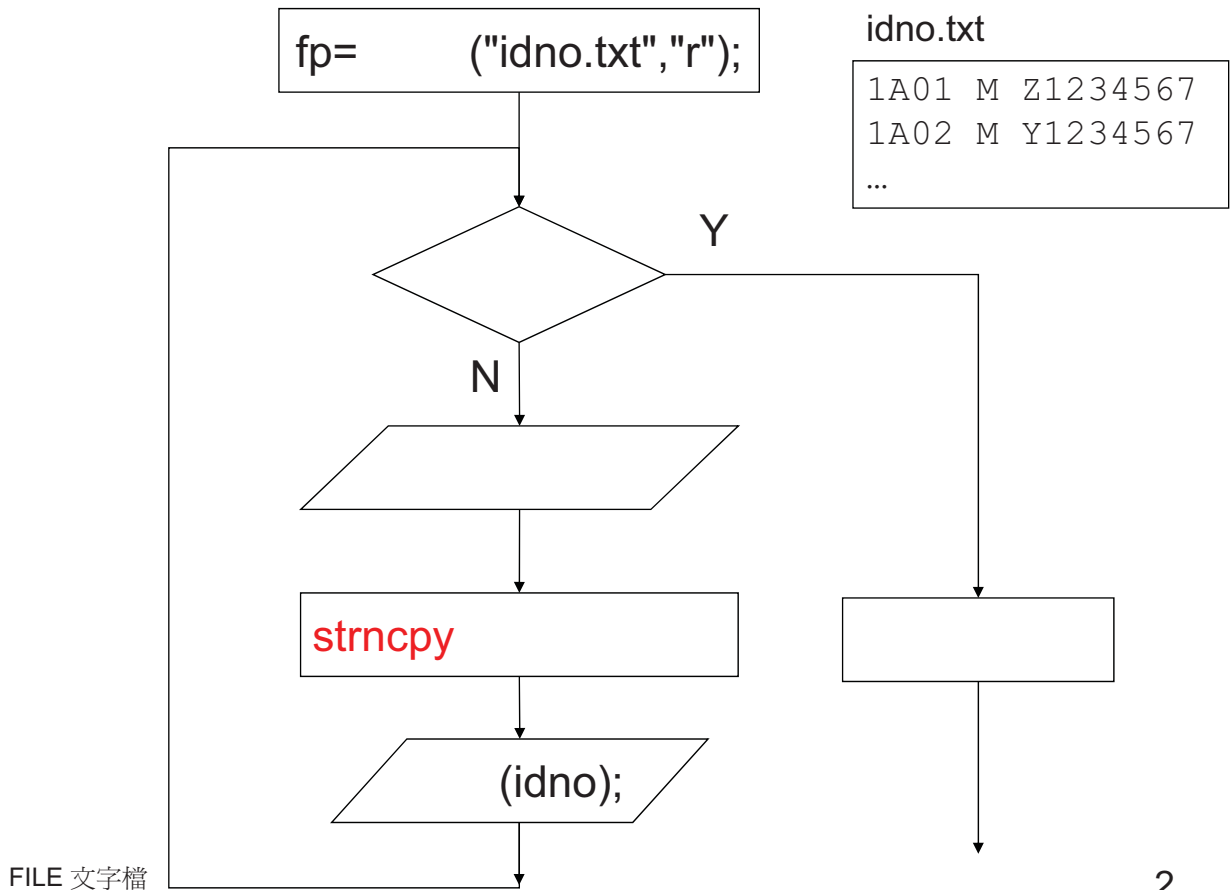 fp= ("idno.txt","r");
idno.txt
1A01 M Z1234567
1A02 M Y1234567
…
Y
N
strncpy
(idno);
FILE 文字檔
2